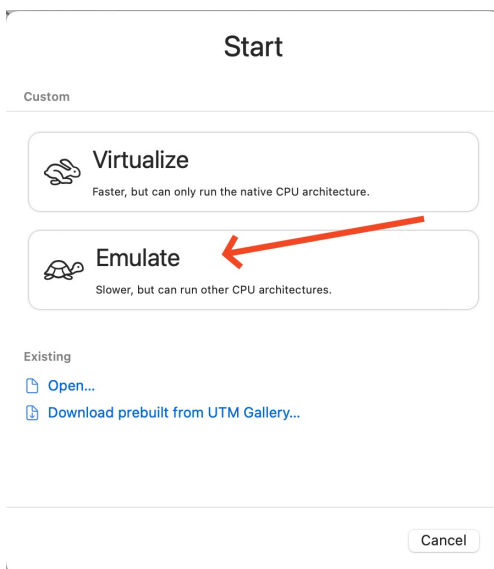 Start
Custom
Virtualize
Faster, but can only run the native CPU architecture.
Emulate
Slower, but can run other CPU architectures.
Existing
Open...
Download prebuilt from UTM Gallery...
Cancel